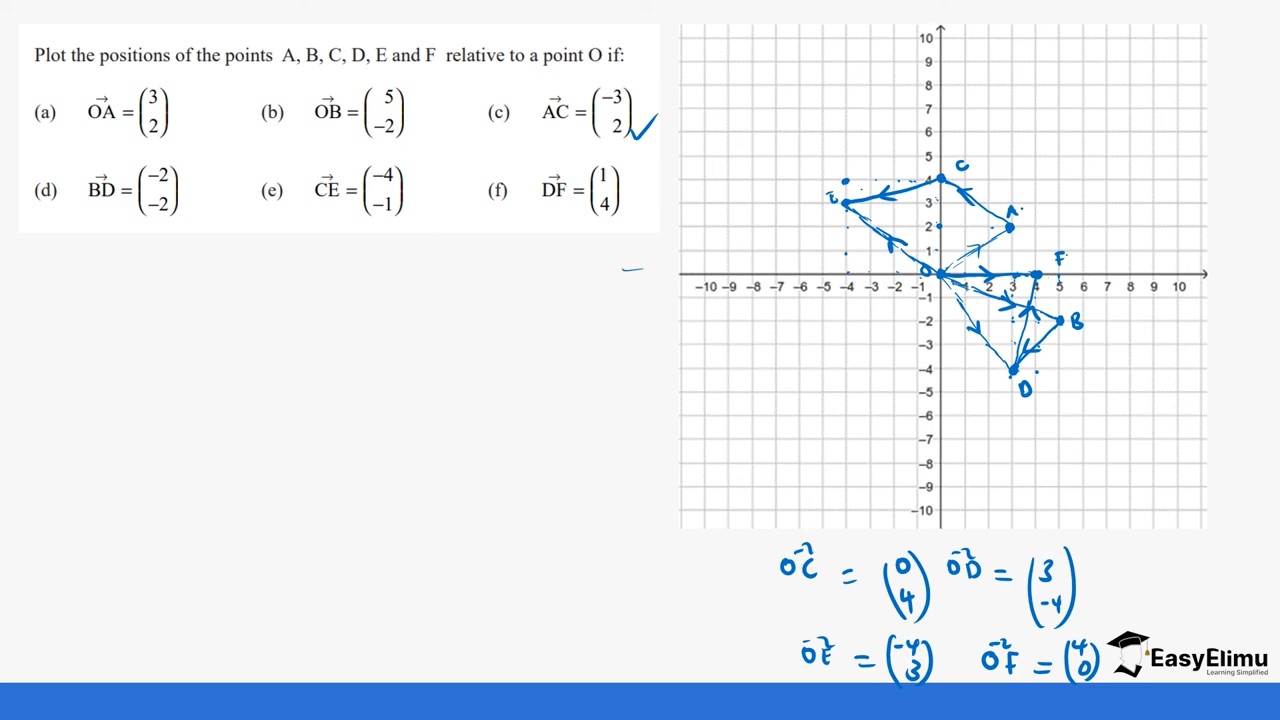 Plot the positions of the points A, B, C, D, E and F relative to a point O if:
(a) →OA = (3 2) (b) →OB = (5 −2) (c) →AC = (−3 2) ✓
(d) →BD = (−2 −2) (e) →CE = (−4 −1) (f) →DF = (1 4)
10
9
8
7
6
5
C
4
E 3
A
2
1
O F
−10 −9 −8 −7 −6 −5 −4 −3 −2 −1 1 2 3 4 5 6 7 8 9 10
−1
−2 B
−3
−4
D
−5
−6
−7
−8
−9
−10
→OC = (0 4) →OD = (3 −4)
→OE = (−4 3) →OF = (4 0)
EasyElimu
Learning Simplified